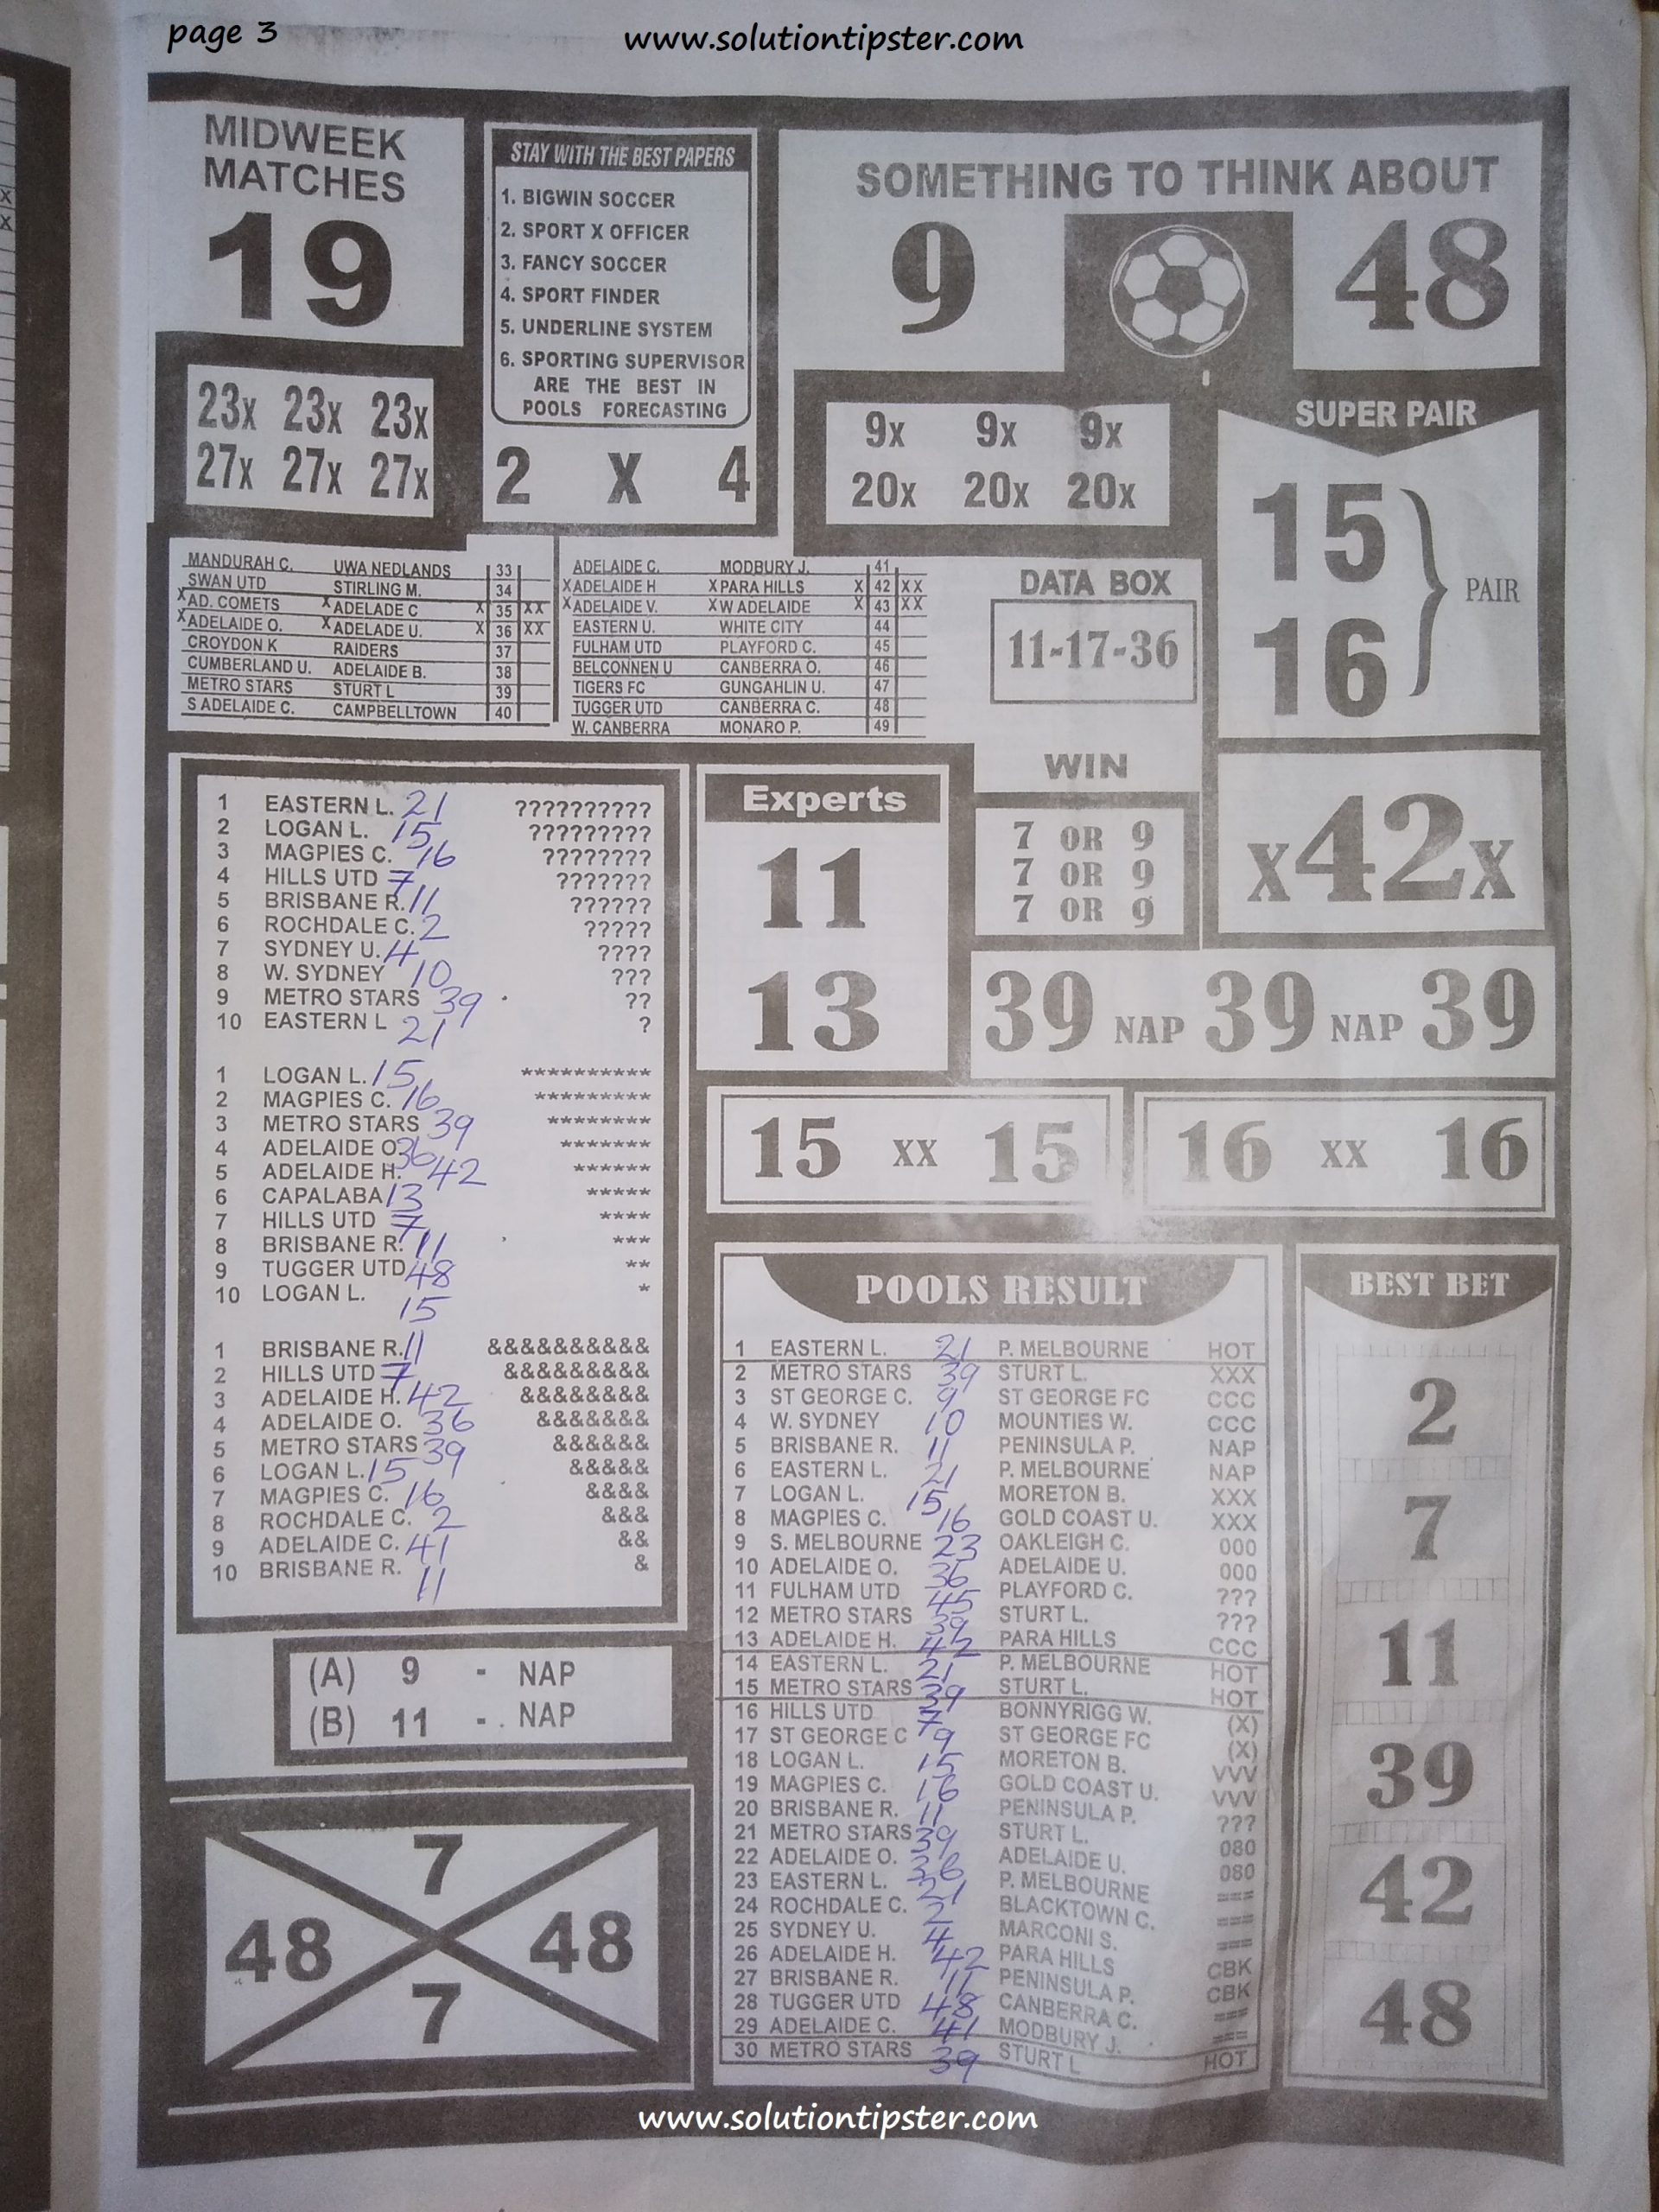 page 3
www.solutiontipster.com
MIDWEEK
MATCHES
19
23x 23x 23x
27x 27x 27x
STAY WITH THE BEST PAPERS
1. BIGWIN SOCCER
2. SPORT X OFFICER
3. FANCY SOCCER
4. SPORT FINDER
5. UNDERLINE SYSTEM
6. SPORTING SUPERVISOR
ARE THE BEST IN
POOLS FORECASTING
2 X 4
SOMETHING TO THINK ABOUT
9 48
9x 9x 9x
20x 20x 20x
SUPER PAIR
15
16
PAIR
MANDURAH C. UWA NEDLANDS 33
SWAN UTD STIRLING M. 34
X AD. COMETS X ADELADE C X 35 XX
X ADELAIDE O. X ADELADE U. X 36 XX
CROYDON K RAIDERS 37
CUMBERLAND U. ADELAIDE B. 38
METRO STARS STURT L 39
S ADELAIDE C. CAMPBELLTOWN 40
ADELAIDE C. MODBURY J. 41
X ADELAIDE H X PARA HILLS X 42 XX
X ADELAIDE V. X W ADELAIDE X 43 XX
EASTERN U. WHITE CITY 44
FULHAM UTD PLAYFORD C. 45
BELCONNEN U CANBERRA O. 46
TIGERS FC GUNGAHLIN U. 47
TUGGER UTD CANBERRA C. 48
W. CANBERRA MONARO P. 49
DATA BOX
11-17-36
WIN
7 OR 9
7 OR 9
7 OR 9
X42X
1 EASTERN L. 21 ??????????
2 LOGAN L. 15 ?????????
3 MAGPIES C. 16 ????????
4 HILLS UTD 7 ???????
5 BRISBANE R. 11 ??????
6 ROCHDALE C. 2 ?????
7 SYDNEY U. 4 ????
8 W. SYDNEY 10 ???
9 METRO STARS 39 ??
10 EASTERN L 21 ?
1 LOGAN L. 15 **********
2 MAGPIES C. 16 *********
3 METRO STARS 39 ********
4 ADELAIDE O 36 *******
5 ADELAIDE H. 42 ******
6 CAPALABA 13 *****
7 HILLS UTD 7 ****
8 BRISBANE R. 11 ***
9 TUGGER UTD 48 **
10 LOGAN L. 15 *
1 BRISBANE R. 11 &&&&&&&&&&
2 HILLS UTD 7 &&&&&&&&&
3 ADELAIDE H. 42 &&&&&&&&
4 ADELAIDE O. 36 &&&&&&&
5 METRO STARS 39 &&&&&&
6 LOGAN L. 15 &&&&&
7 MAGPIES C. 16 &&&&
8 ROCHDALE C. 2 &&&
9 ADELAIDE C. 41 &&
10 BRISBANE R. 11 &
Experts
11
13
39 NAP 39 NAP 39
15 XX 15
16 XX 16
(A) 9 - NAP
(B) 11 - NAP
7
48 48
7
POOLS RESULT
1 EASTERN L. 21 P. MELBOURNE HOT
2 METRO STARS 39 STURT L. XXX
3 ST GEORGE C. 9 ST GEORGE FC CCC
4 W. SYDNEY 10 MOUNTIES W. CCC
5 BRISBANE R. 11 PENINSULA P. NAP
6 EASTERN L. 21 P. MELBOURNE NAP
7 LOGAN L. 15 MORETON B. XXX
8 MAGPIES C. 16 GOLD COAST U. XXX
9 S. MELBOURNE 23 OAKLEIGH C. 000
10 ADELAIDE O. 36 ADELAIDE U. 000
11 FULHAM UTD 45 PLAYFORD C. ???
12 METRO STARS 39 STURT L. ???
13 ADELAIDE H. 42 PARA HILLS CCC
14 EASTERN L. 21 P. MELBOURNE HOT
15 METRO STARS 39 STURT L. HOT
16 HILLS UTD 7 BONNYRIGG W. (X)
17 ST GEORGE C 9 ST GEORGE FC (X)
18 LOGAN L. 15 MORETON B. VVV
19 MAGPIES C. 16 GOLD COAST U. VVV
20 BRISBANE R. 11 PENINSULA P. ???
21 METRO STARS 39 STURT L. 080
22 ADELAIDE O. 36 ADELAIDE U. 080
23 EASTERN L. 21 P. MELBOURNE ===
24 ROCHDALE C. 2 BLACKTOWN C. ===
25 SYDNEY U. 4 MARCONI S. ===
26 ADELAIDE H. 42 PARA HILLS CBK
27 BRISBANE R. 11 PENINSULA P. CBK
28 TUGGER UTD 48 CANBERRA C. ===
29 ADELAIDE C. 41 MODBURY J. ===
30 METRO STARS 39 STURT L HOT
BEST BET
2
7
11
39
42
48
www.solutiontipster.com